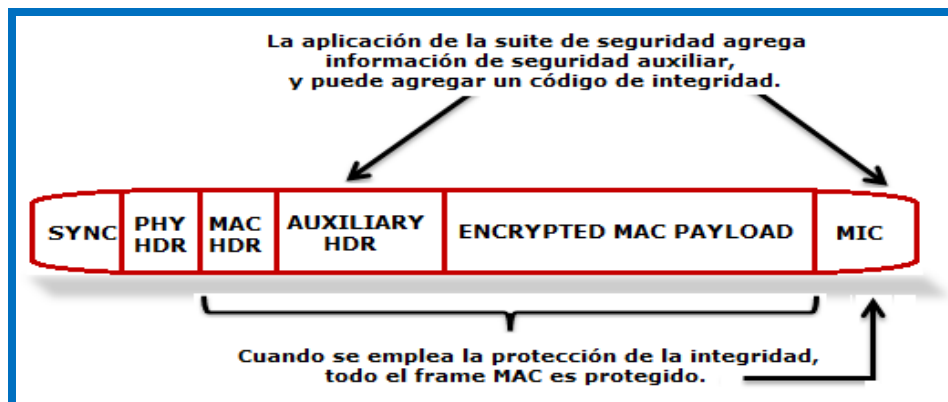 La aplicación de la suite de seguridad agrega
información de seguridad auxiliar,
y puede agregar un código de integridad.
SYNC
PHY
HDR
MAC
HDR
AUXILIARY
HDR
ENCRYPTED MAC PAYLOAD
MIC
Cuando se emplea la protección de la integridad,
todo el frame MAC es protegido.